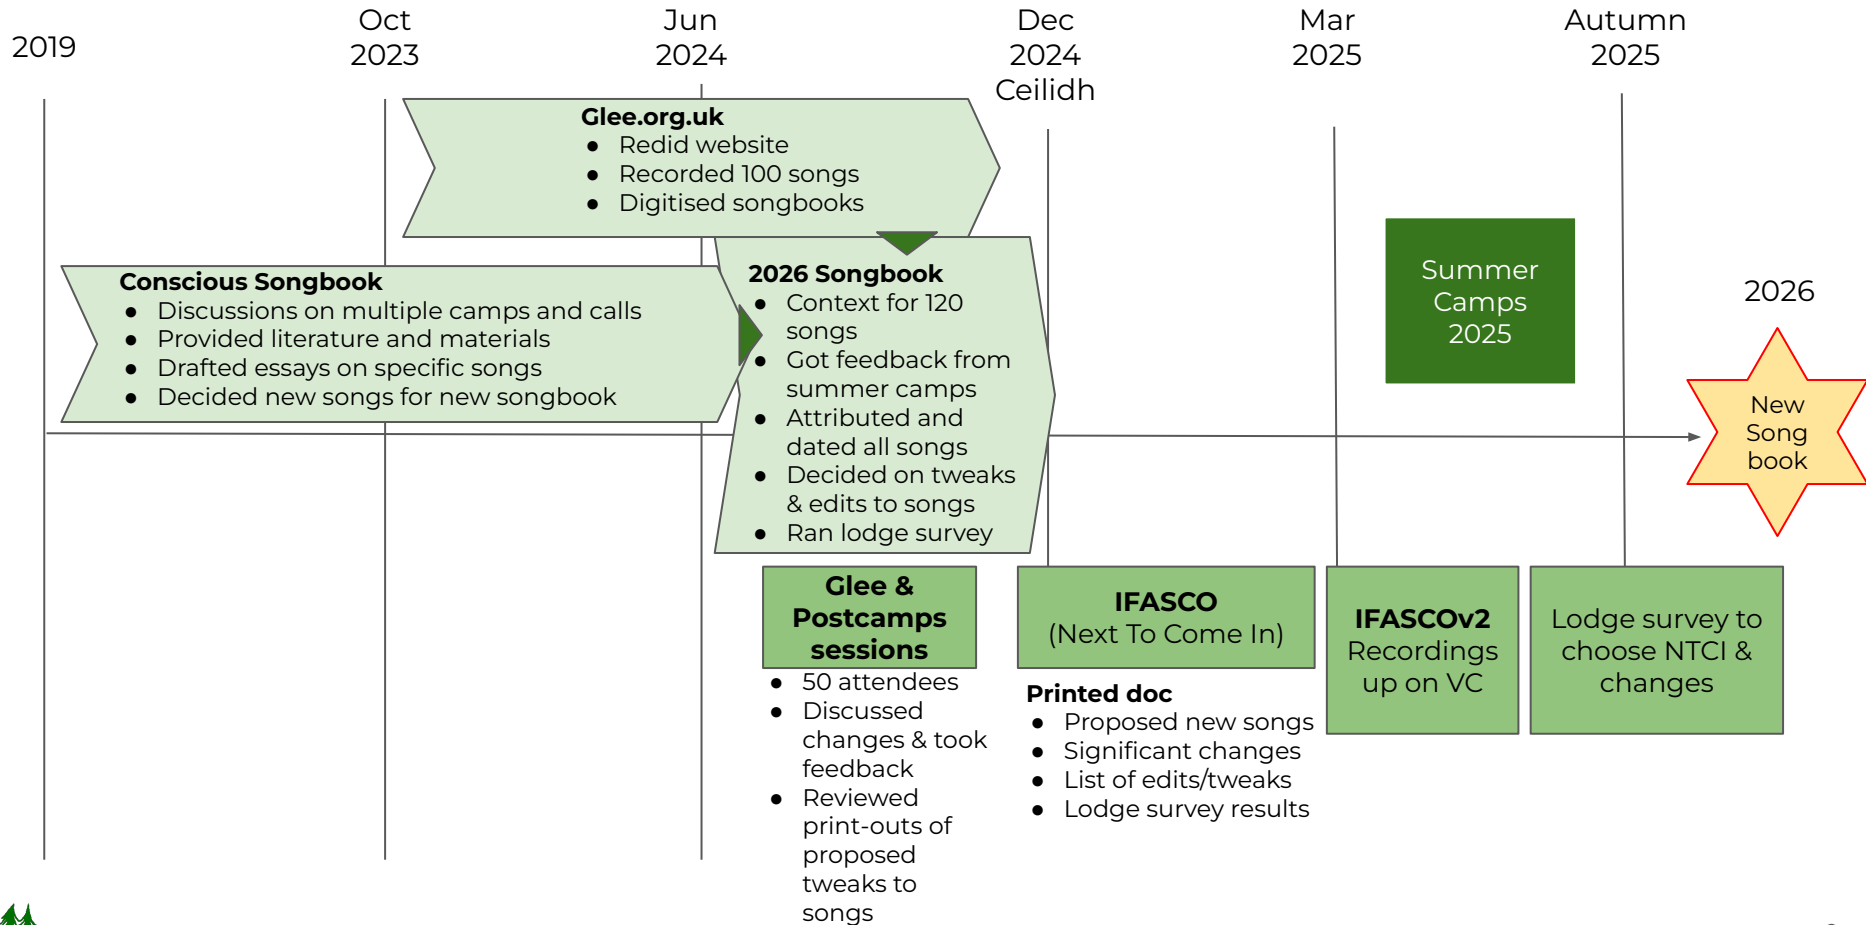 2019
Oct
2023
Jun
2024
Dec
2024
Ceilidh
Mar
2025
Autumn
2025
Glee.org.uk
● Redid website
● Recorded 100 songs
● Digitised songbooks
Conscious Songbook
● Discussions on multiple camps and calls
● Provided literature and materials
● Drafted essays on specific songs
● Decided new songs for new songbook
2026 Songbook
● Context for 120
songs
● Got feedback from
summer camps
● Attributed and
dated all songs
● Decided on tweaks
& edits to songs
● Ran lodge survey
Summer
Camps
2025
2026
New
Song
book
Glee &
Postcamps
sessions
● 50 attendees
● Discussed
changes & took
feedback
● Reviewed
print-outs of
proposed
tweaks to
songs
IFASCO
(Next To Come In)
Printed doc
● Proposed new songs
● Significant changes
● List of edits/tweaks
● Lodge survey results
IFASCOv2
Recordings
up on VC
Lodge survey to
choose NTCI &
changes